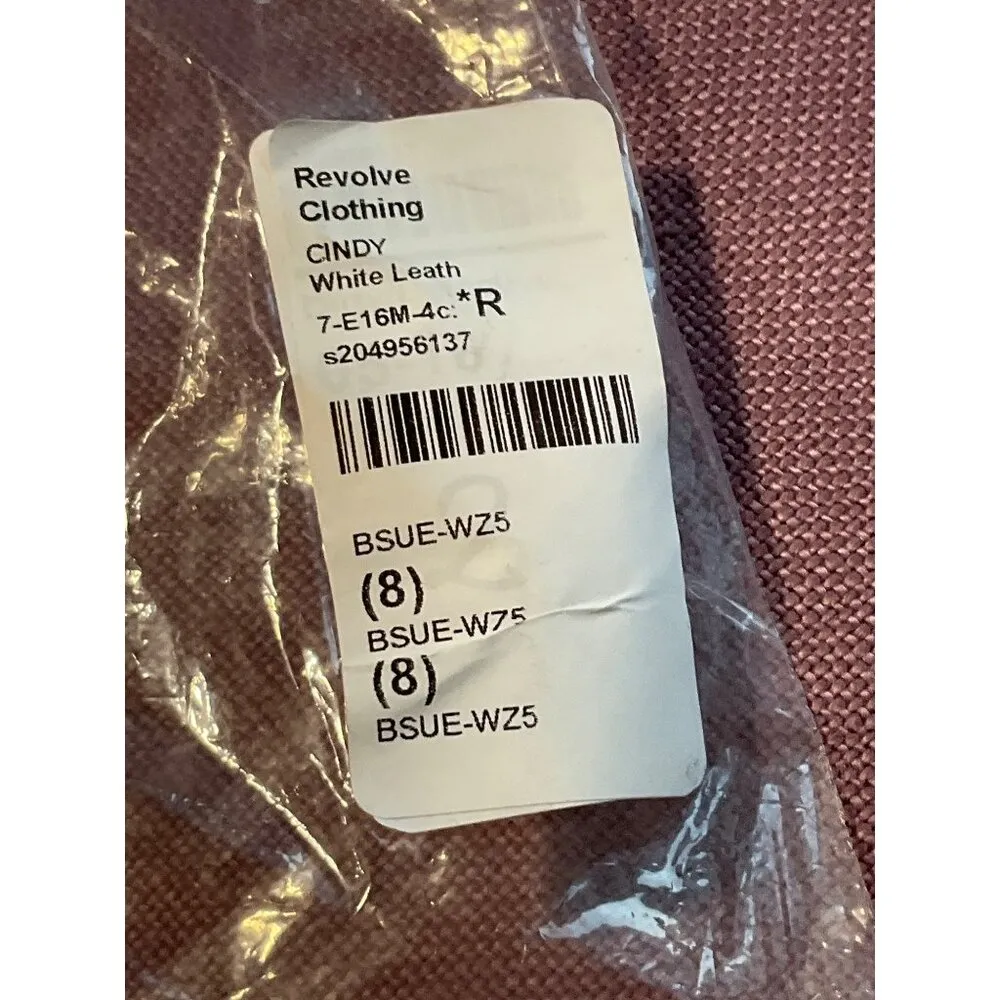 Revolve
Clothing
CINDY
White Leath
7-E16M-4c:*R
s204956137
BSUE-WZ5
(8)
BSUE-WZ5
(8)
BSUE-WZ5